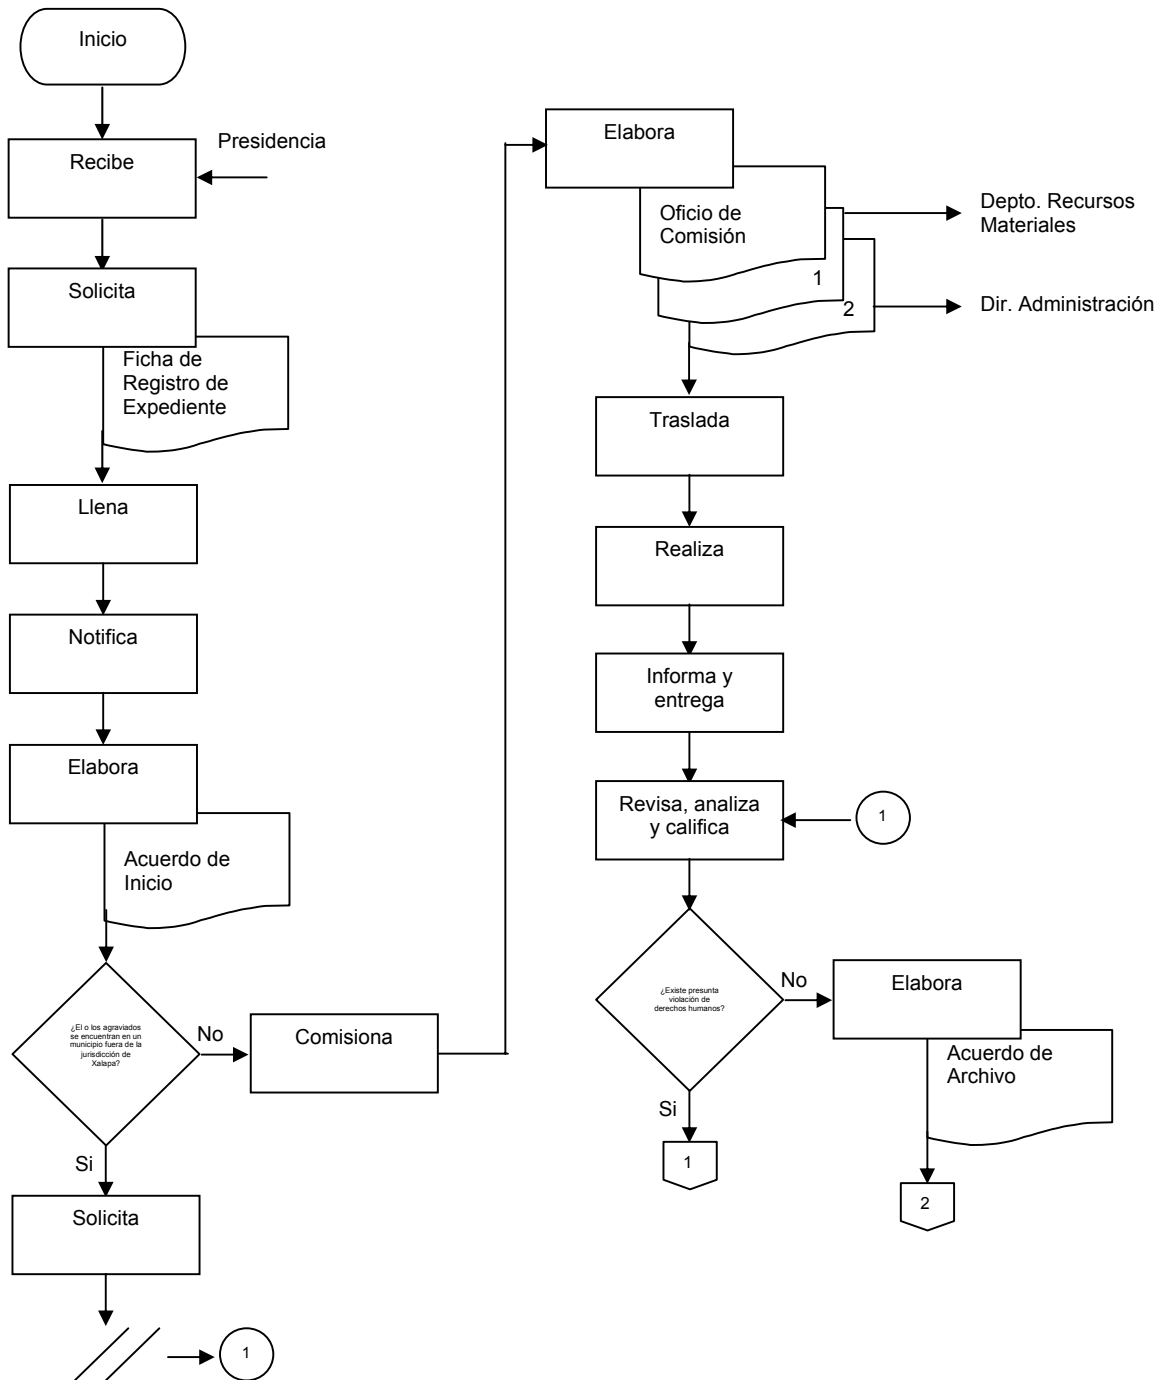 Inicio
Presidencia
Recibe
Solicita
Ficha de
Registro de
Expediente
Llena
Notifica
Elabora
Acuerdo de
Inicio
¿El o los agraviados
se encuentran en un
municipio fuera de la
jurisdicción de
Xalapa?
No
Comisiona
Si
Solicita
1
Elabora
Oficio de
Comisión
1
2
Depto. Recursos
Materiales
Dir. Administración
Traslada
Realiza
Informa y
entrega
Revisa, analiza
y califica
1
¿Existe presunta
violación de
derechos humanos?
No
Elabora
Acuerdo de
Archivo
Si
1
2